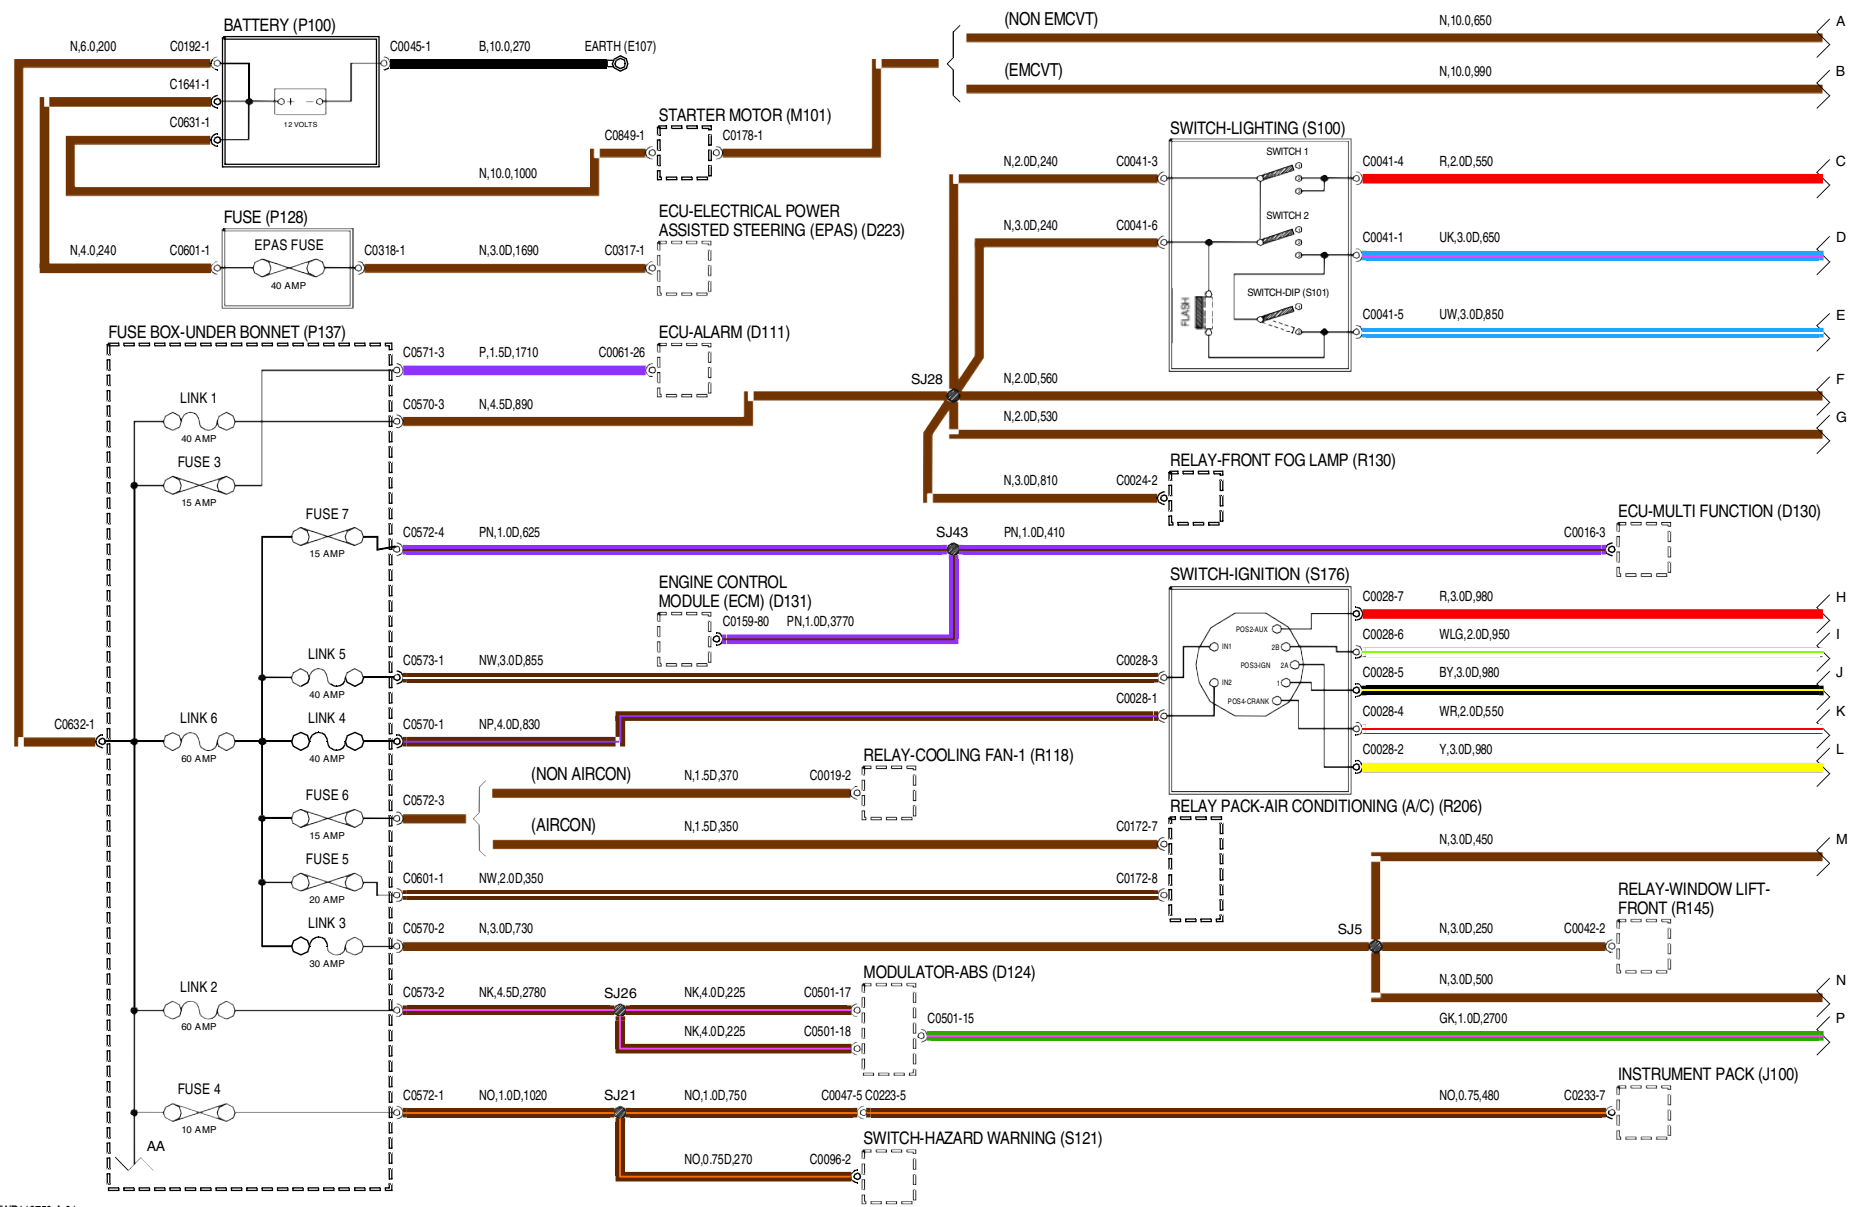 BATTERY (P100)
N,6.0,200
C0192-1
C0045-1
B,10.0,270
EARTH (E107)
C1641-1
C0631-1
12 VOLTS
N,10.0,1000
(NON EMCVT)
N,10.0,650
A
(EMCVT)
N,10.0,990
B
STARTER MOTOR (M101)
C0849-1
C0178-1
SWITCH-LIGHTING (S100)
SWITCH 1
N,2.0D,240
C0041-3
C0041-4
R,2.0D,550
C
SWITCH 2
N,3.0D,240
C0041-6
C0041-1
UK,3.0D,650
D
SWITCH-DIP (S101)
FLASH
C0041-5
UW,3.0D,850
E
FUSE (P128)
EPAS FUSE
40 AMP
N,4.0,240
C0601-1
C0318-1
N,3.0D,1690
C0317-1
ECU-ELECTRICAL POWER
ASSISTED STEERING (EPAS) (D223)
FUSE BOX-UNDER BONNET (P137)
C0571-3
P,1.5D,1710
C0061-26
ECU-ALARM (D111)
LINK 1
40 AMP
C0570-3
N,4.5D,890
SJ28
N,2.0D,560
F
N,2.0D,530
G
FUSE 3
15 AMP
RELAY-FRONT FOG LAMP (R130)
N,3.0D,810
C0024-2
FUSE 7
15 AMP
C0572-4
PN,1.0D,625
SJ43
PN,1.0D,410
C0016-3
ECU-MULTI FUNCTION (D130)
ENGINE CONTROL
MODULE (ECM) (D131)
C0159-80
PN,1.0D,3770
SWITCH-IGNITION (S176)
C0028-7
R,3.0D,980
H
POS2-AUX
IN1
2B
C0028-6
WLG,2.0D,950
I
LINK 5
40 AMP
C0573-1
NW,3.0D,855
C0028-3
POS3-IGN
2A
C0028-5
BY,3.0D,980
J
IN2
1
C0632-1
LINK 6
60 AMP
LINK 4
40 AMP
C0570-1
NP,4.0D,830
C0028-1
POS4-CRANK
C0028-4
WR,2.0D,550
K
C0028-2
Y,3.0D,980
L
RELAY-COOLING FAN-1 (R118)
(NON AIRCON)
N,1.5D,370
C0019-2
FUSE 6
15 AMP
C0572-3
(AIRCON)
N,1.5D,350
C0172-7
RELAY PACK-AIR CONDITIONING (A/C) (R206)
N,3.0D,450
M
FUSE 5
20 AMP
C0601-1
NW,2.0D,350
C0172-8
LINK 3
30 AMP
C0570-2
N,3.0D,730
SJ5
N,3.0D,250
C0042-2
RELAY-WINDOW LIFT-
FRONT (R145)
N,3.0D,500
N
LINK 2
60 AMP
C0573-2
NK,4.5D,2780
SJ26
NK,4.0D,225
C0501-17
MODULATOR-ABS (D124)
NK,4.0D,225
C0501-18
C0501-15
GK,1.0D,2700
P
FUSE 4
10 AMP
C0572-1
NO,1.0D,1020
SJ21
NO,1.0D,750
C0047-5
C0223-5
NO,0.75,480
C0233-7
INSTRUMENT PACK (J100)
AA
SWITCH-HAZARD WARNING (S121)
NO,0.75D,270
C0096-2